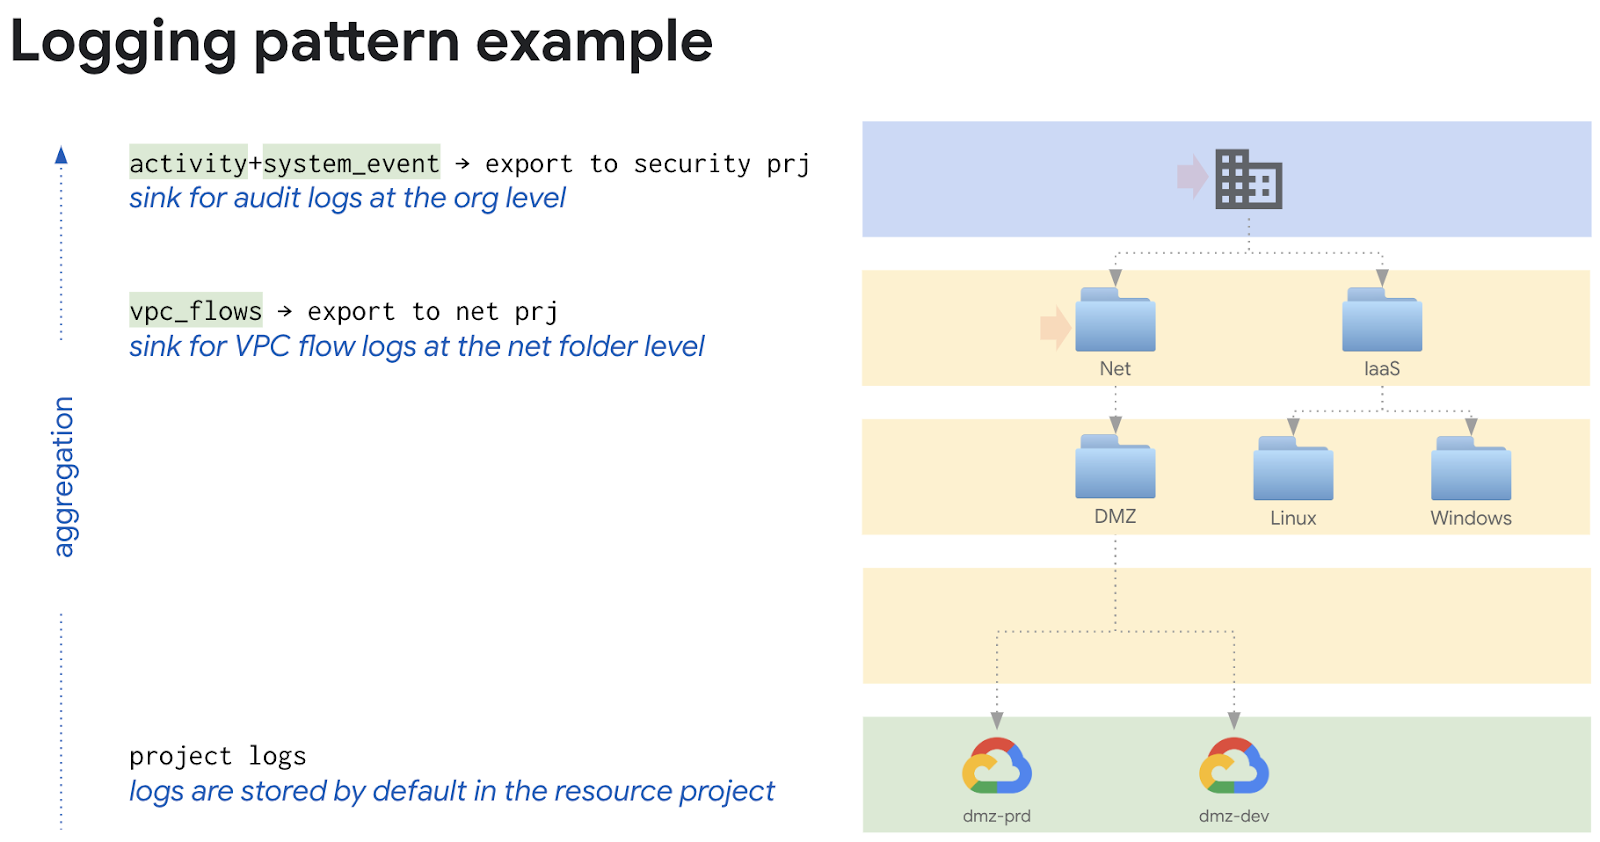 Logging pattern example
activity+system_event → export to security prj
sink for audit logs at the org level
vpc_flows → export to net prj
sink for VPC flow logs at the net folder level
aggregation
project logs
logs are stored by default in the resource project
Net
IaaS
DMZ
Linux
Windows
dmz-prd
dmz-dev